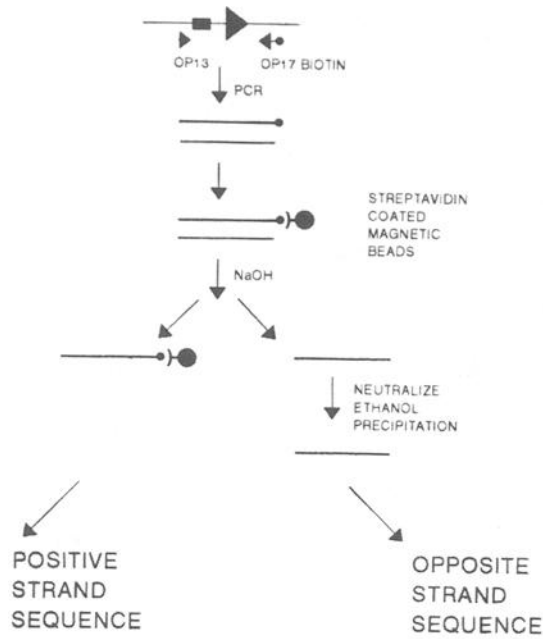 OP13
OP17 BIOTIN
PCR
STREPTAVIDIN
COATED
MAGNETIC
BEADS
NaOH
NEUTRALIZE
ETHANOL
PRECIPITATION
POSITIVE
STRAND
SEQUENCE
OPPOSITE
STRAND
SEQUENCE